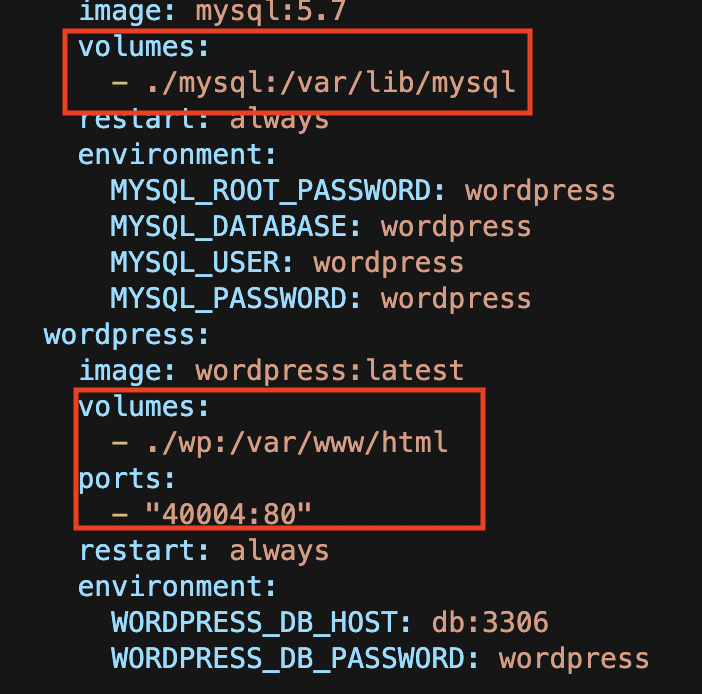 image: mysql:5.7
volumes:
- ./mysql:/var/lib/mysql
restart: always
environment:
MYSQL_ROOT_PASSWORD: wordpress
MYSQL_DATABASE: wordpress
MYSQL_USER: wordpress
MYSQL_PASSWORD: wordpress
wordpress:
image: wordpress:latest
volumes:
- ./wp:/var/www/html
ports:
- "40004:80"
restart: always
environment:
WORDPRESS_DB_HOST: db:3306
WORDPRESS_DB_PASSWORD: wordpress